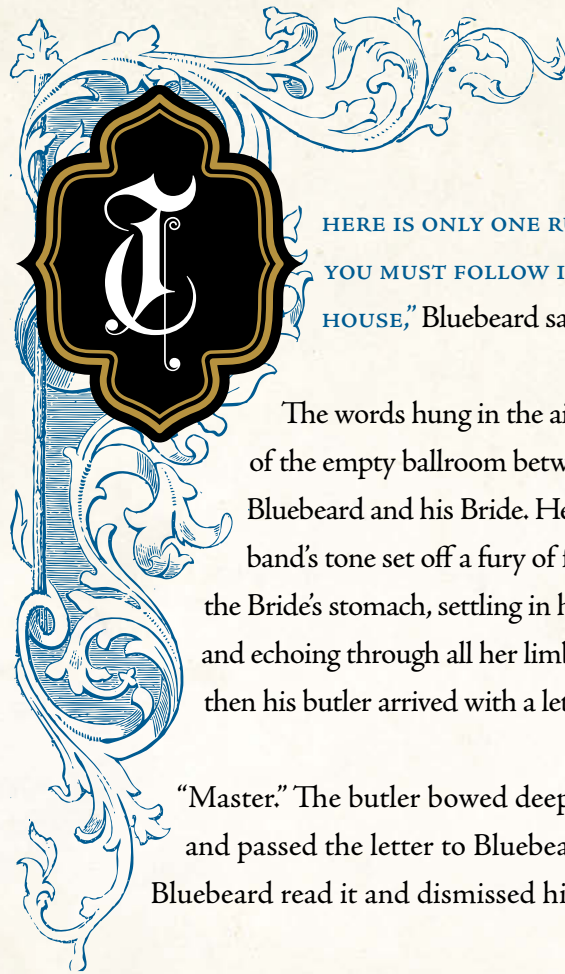 THERE IS ONLY ONE R
YOU MUST FOLLOW I
HOUSE,” Bluebeard sa
The words hung in the ai
of the empty ballroom betw
Bluebeard and his Bride. He
band’s tone set off a fury of f
the Bride’s stomach, settling in h
and echoing through all her limb
then his butler arrived with a let
“Master.” The butler bowed deep
and passed the letter to Bluebea
Bluebeard read it and dismissed hi